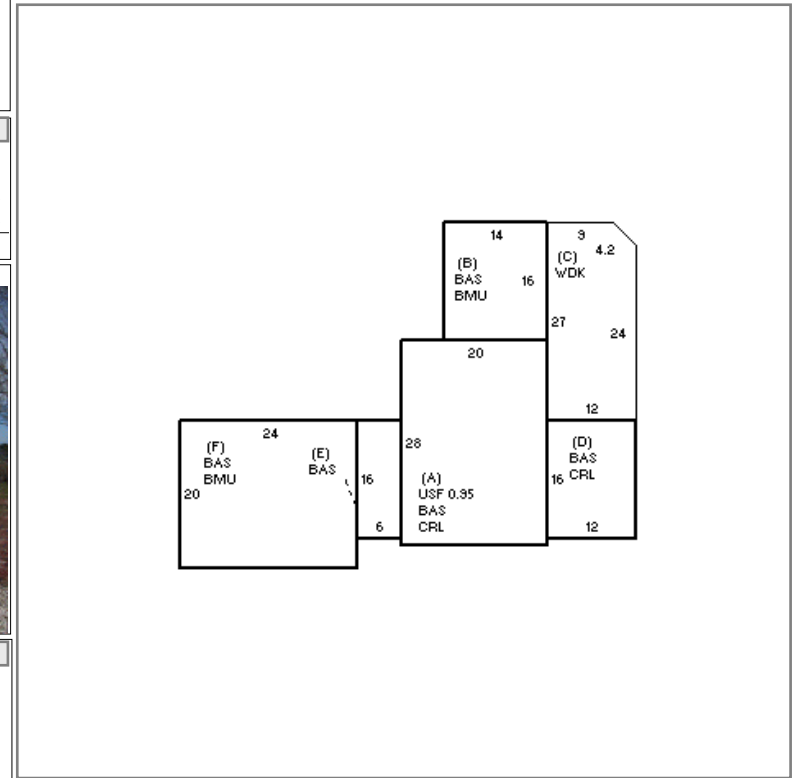 14
9
4.2
(B)
BAS
BMU
16
(C)
WDK
27
24
20
12
24
(F)
BAS
BMU
20
(E)
BAS
16
6
28
(A)
USF 0.95
BAS
CRL
(D)
BAS
CRL
16
12